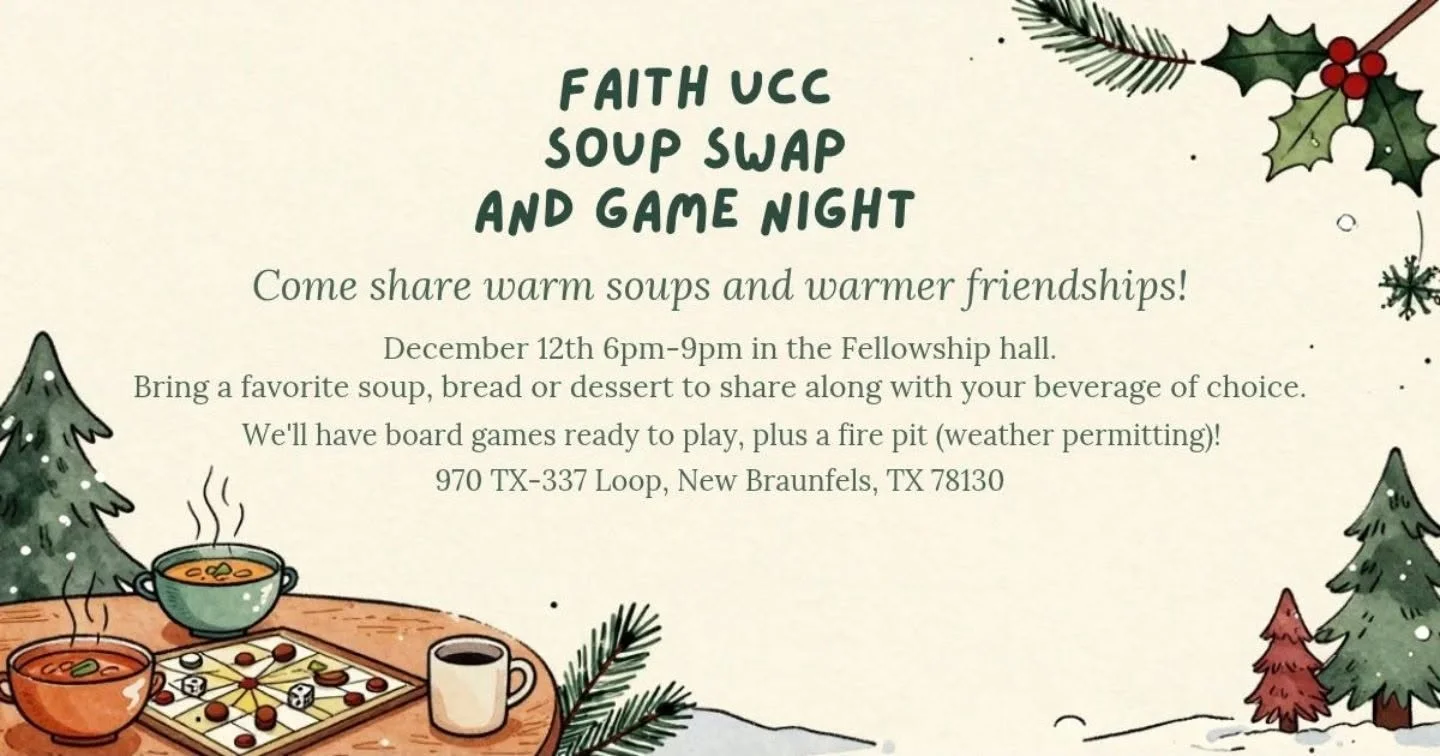 FAITH UCC
SOUP SWAP
AND GAME NIGHT
Come share warm soups and warmer friendships!
December 12th 6pm-9pm in the Fellowship hall.
Bring a favorite soup, bread or dessert to share along with your beverage of choice.
We'll have board games ready to play, plus a fire pit (weather permitting)!
970 TX-337 Loop, New Braunfels, TX 78130